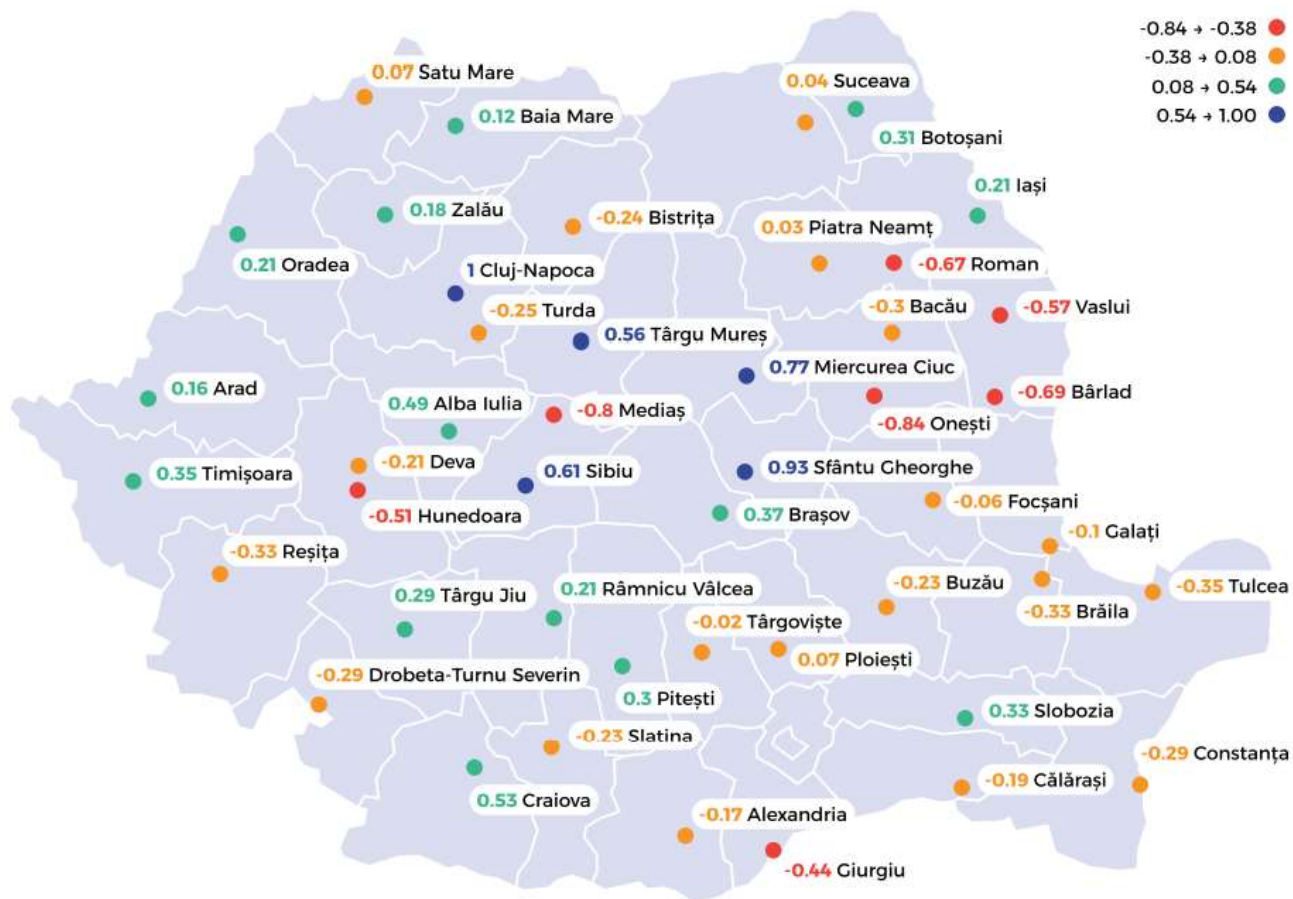 -0.84 → -0.38
-0.38 → 0.08
0.08 → 0.54
0.54 → 1.00
0.07 Satu Mare
0.04 Suceava
0.12 Baia Mare
0.31 Botoșani
0.21 Iași
0.18 Zalău
-0.24 Bistrița
0.03 Piatra Neamț
0.21 Oradea
1 Cluj-Napoca
-0.67 Roman
-0.25 Turda
-0.3 Bacău
-0.57 Vaslui
0.56 Târgu Mureș
0.77 Miercurea Ciuc
0.16 Arad
0.49 Alba Iulia
-0.8 Mediaș
-0.69 Bârlad
-0.84 Onești
-0.21 Deva
0.35 Timișoara
0.61 Sibiu
0.93 Sfântu Gheorghe
-0.51 Hunedoara
0.37 Brașov
-0.06 Focșani
-0.1 Galați
-0.33 Reșița
0.29 Târgu Jiu
0.21 Râmnicu Vâlcea
-0.23 Buzău
-0.35 Tulcea
-0.33 Brăila
-0.02 Târgoviște
0.07 Ploiești
-0.29 Drobeta-Turnu Severin
0.3 Pitești
0.33 Slobozia
-0.23 Slatina
-0.29 Constanța
-0.19 Călărași
0.53 Craiova
-0.17 Alexandria
-0.44 Giurgiu